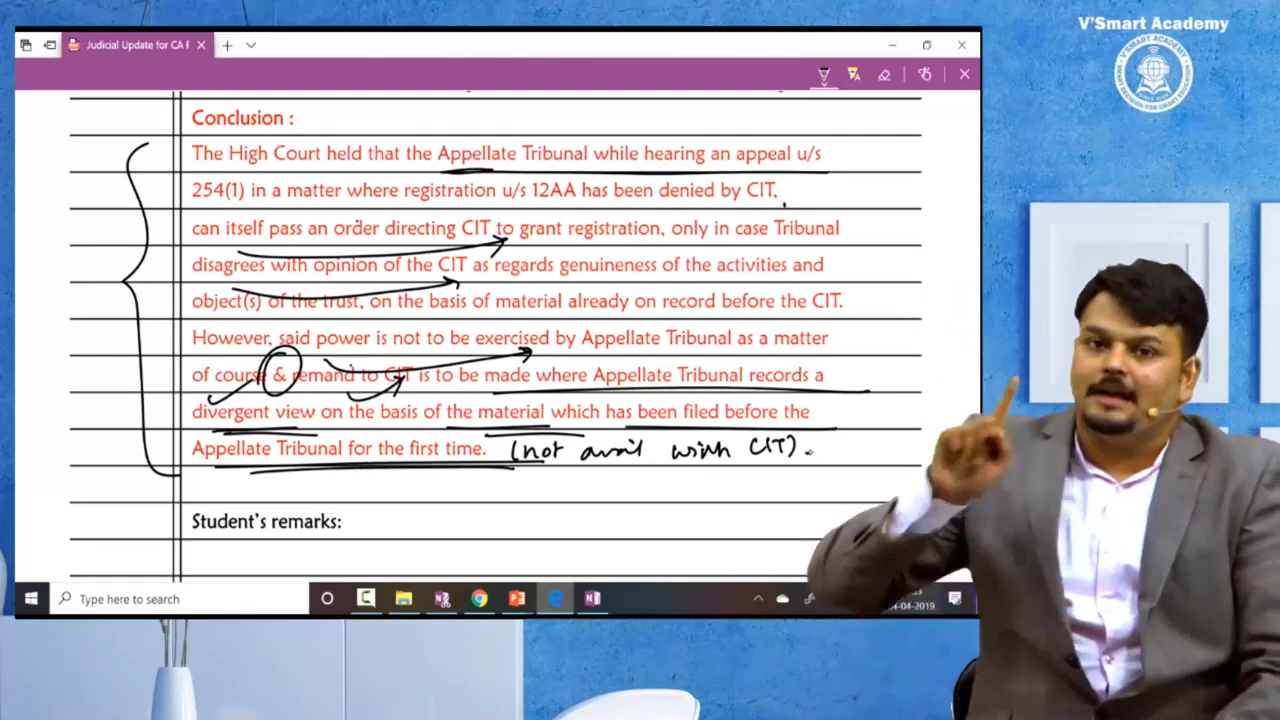 V'Smart Academy
Judicial Update for CA F
Conclusion :
The High Court held that the Appellate Tribunal while hearing an appeal u/s
254(1) in a matter where registration u/s 12AA has been denied by CIT,
can itself pass an order directing CIT to grant registration, only in case Tribunal
disagrees with opinion of the CIT as regards genuineness of the activities and
object(s) of the trust, on the basis of material already on record before the CIT.
However, said power is not to be exercised by Appellate Tribunal as a matter
of course & remand to CIT is to be made where Appellate Tribunal records a
divergent view on the basis of the material which has been filed before the
Appellate Tribunal for the first time. (not avail with CIT).
Student's remarks:
Type here to search
-04-2019